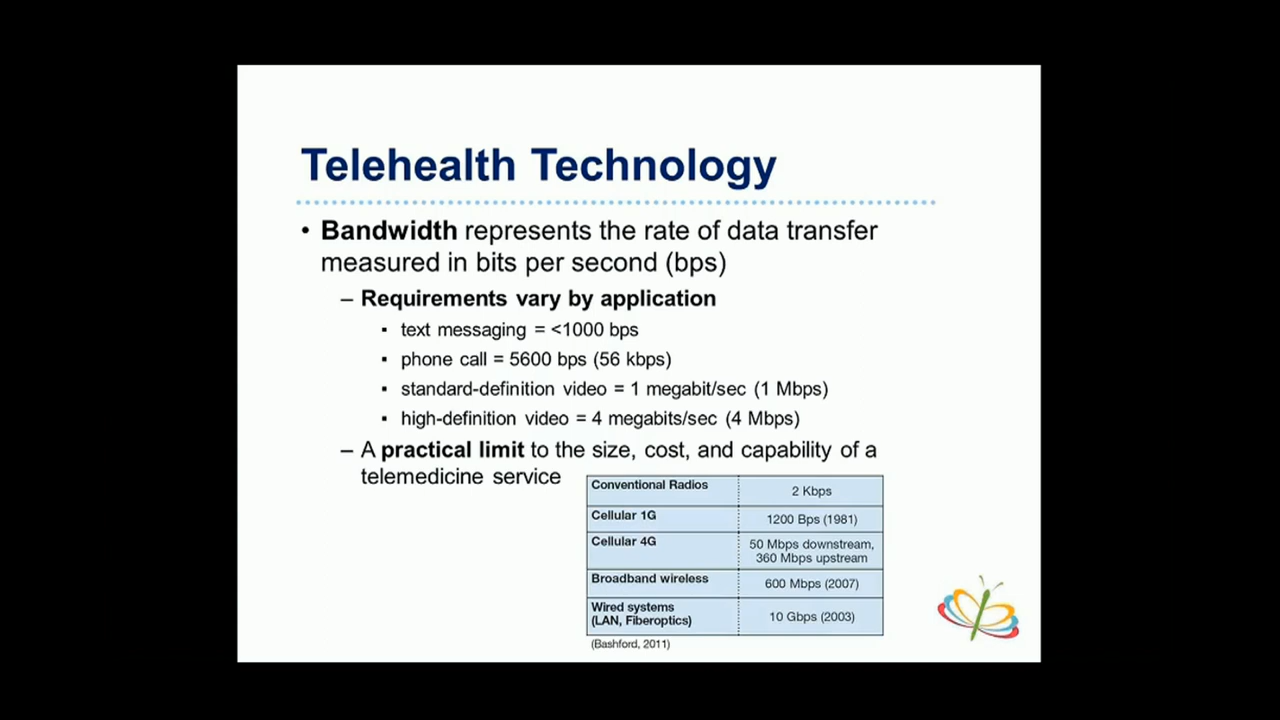 Telehealth Technology
• Bandwidth represents the rate of data transfer
measured in bits per second (bps)
– Requirements vary by application
▪ text messaging = <1000 bps
▪ phone call = 5600 bps (56 kbps)
▪ standard-definition video = 1 megabit/sec (1 Mbps)
▪ high-definition video = 4 megabits/sec (4 Mbps)
– A practical limit to the size, cost, and capability of a
telemedicine service
Conventional Radios 2 Kbps
Cellular 1G 1200 Bps (1981)
Cellular 4G 50 Mbps downstream,
360 Mbps upstream
Broadband wireless 600 Mbps (2007)
Wired systems
(LAN, Fiberoptics) 10 Gbps (2003)
(Bashford, 2011)